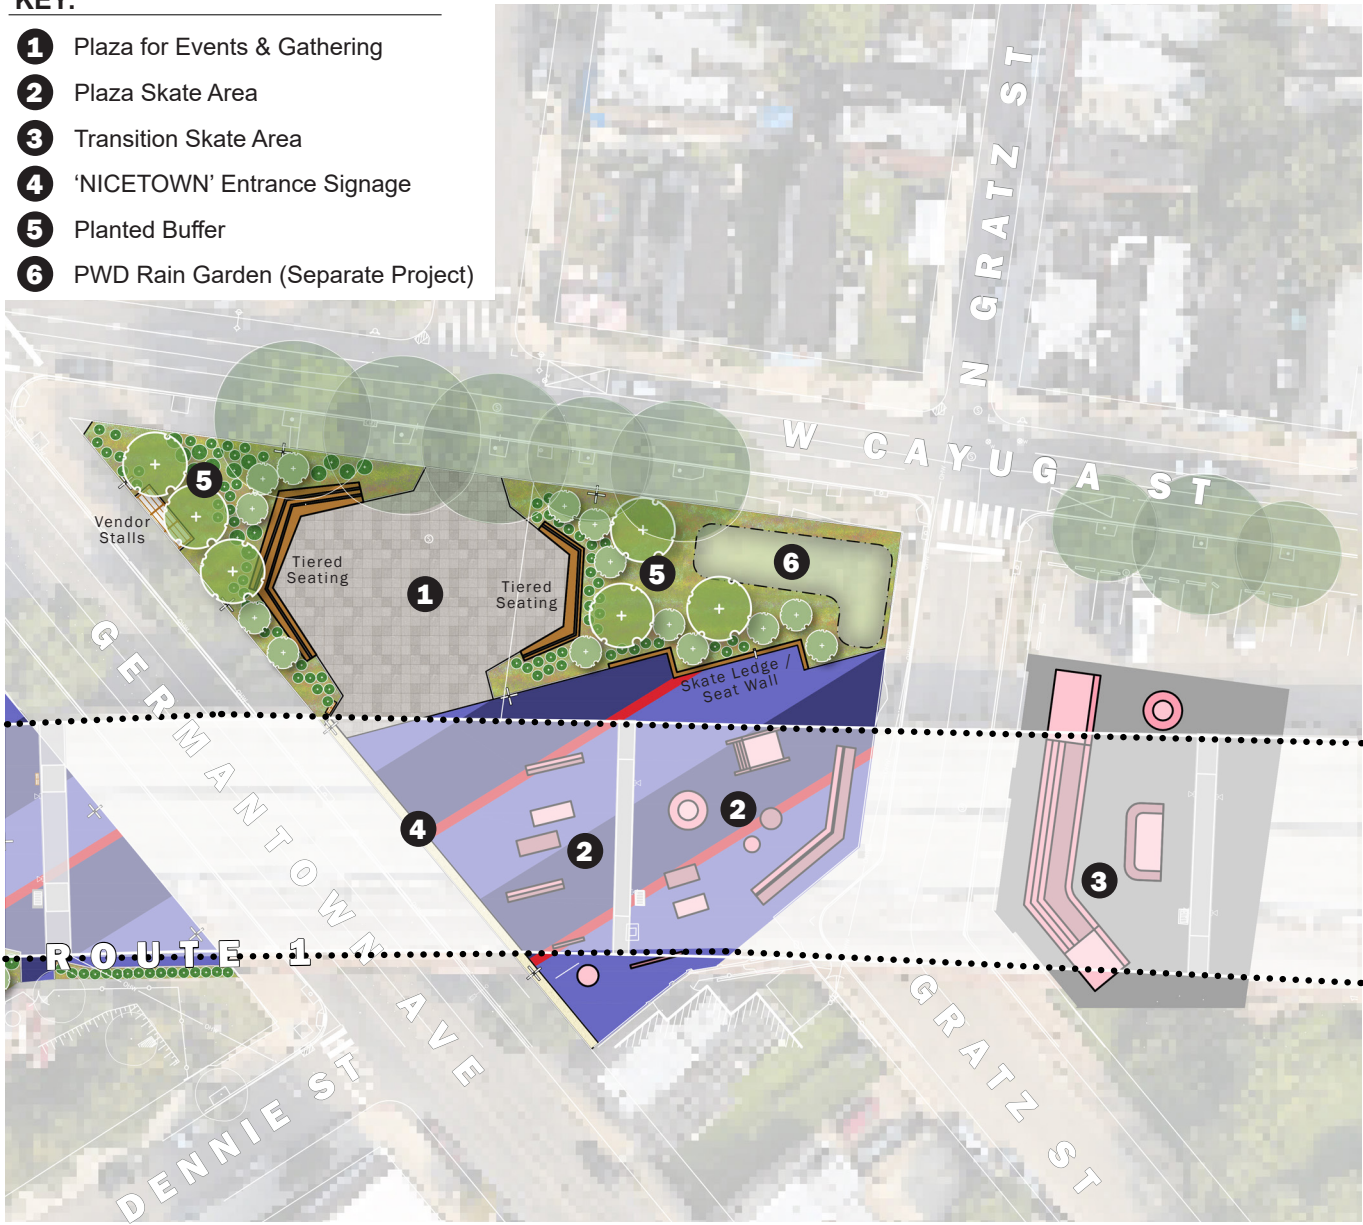 KEY:
1 Plaza for Events & Gathering
2 Plaza Skate Area
3 Transition Skate Area
4 ‘NICETOWN’ Entrance Signage
5 Planted Buffer
6 PWD Rain Garden (Separate Project)
N GRATZ ST
W CAYUGA ST
5
Vendor
Stalls
Tiered
Seating
1
Tiered
Seating
5
6
Skate Ledge /
Seat Wall
GERMANTOWN AVE
4
2
2
3
ROUTE 1
GRATZ ST
DENNIE ST